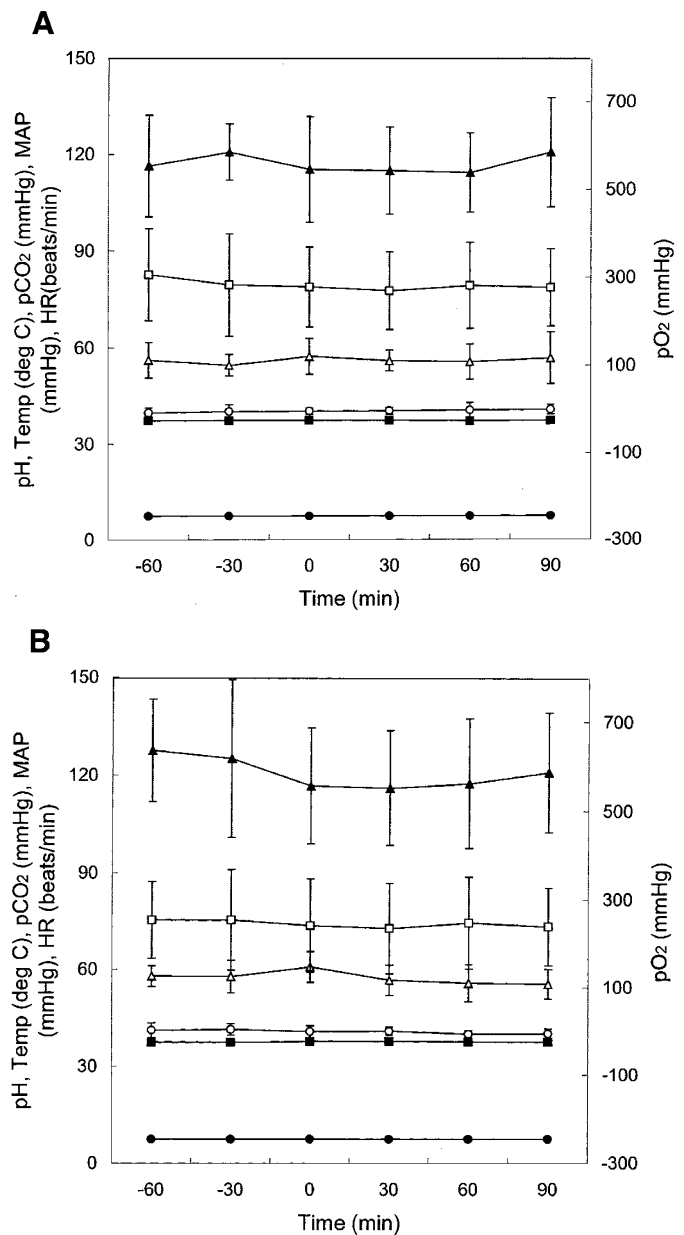 A
150
120
90
60
30
0
pH, Temp (deg C), pCO2 (mmHg), MAP
(mmHg), HR(beats/min)
700
500
300
100
-100
-300
pO2 (mmHg)
-60 -30 0 30 60 90
Time (min)
B
150
120
90
60
30
0
pH, Temp (deg C), pCO2 (mmHg), MAP
(mmHg), HR (beats/min)
700
500
300
100
-100
-300
pO2 (mmHg)
-60 -30 0 30 60 90
Time (min)